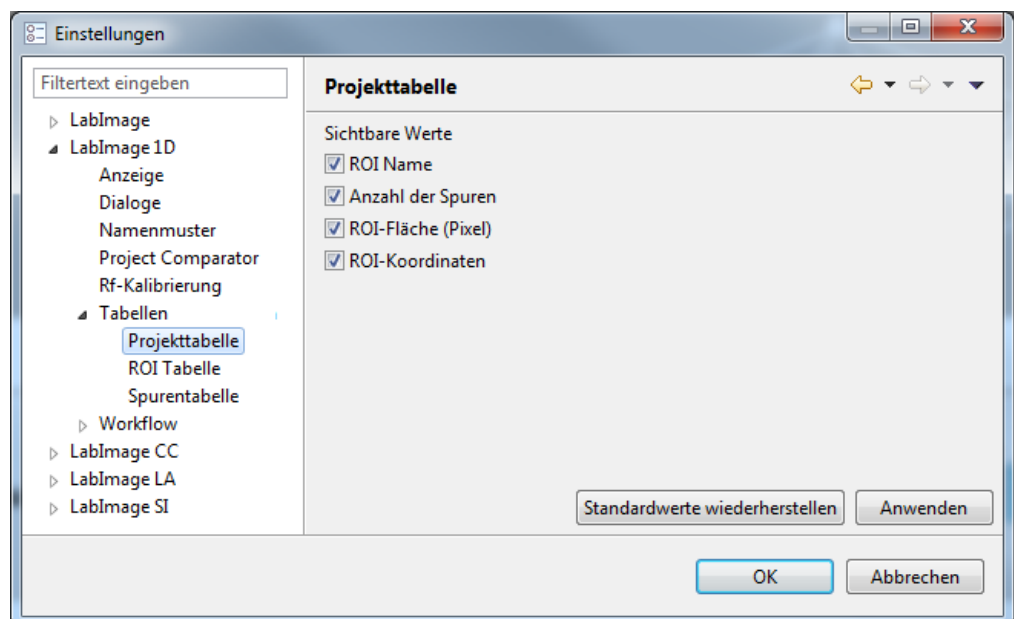 Einstellungen
Filtertext eingeben
LabImage
LabImage 1D
Anzeige
Dialoge
Namenmuster
Project Comparator
Rf-Kalibrierung
Tabellen
Projekttabelle
ROI Tabelle
Spurentabelle
Workflow
LabImage CC
LabImage LA
LabImage SI
Projekttabelle
Sichtbare Werte
ROI Name
Anzahl der Spuren
ROI-Fläche (Pixel)
ROI-Koordinaten
Standardwerte wiederherstellen Anwenden
OK Abbrechen